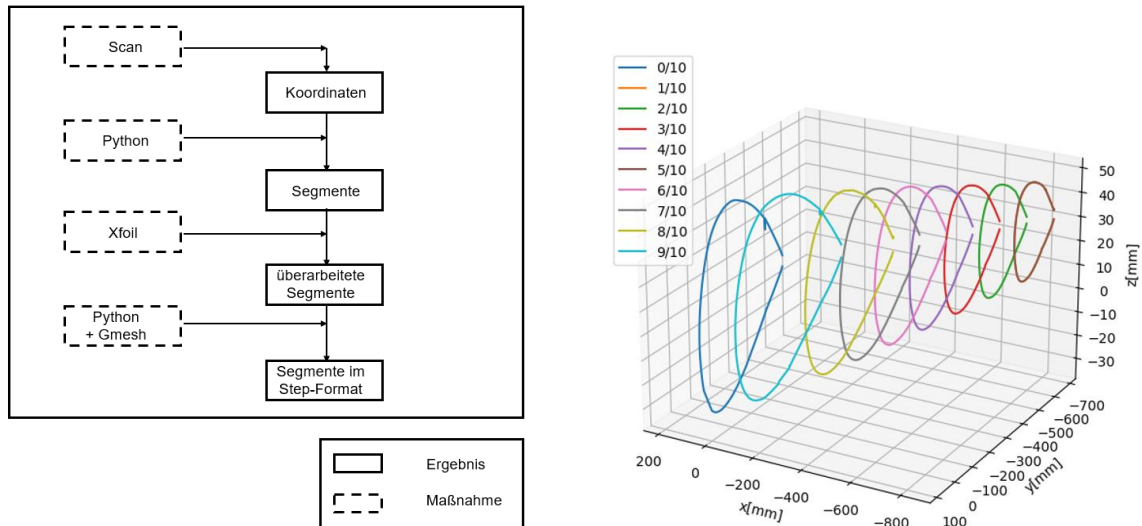 Scan
Koordinaten
Python
Segmente
Xfoil
überarbeitete
Segmente
Python
+ Gmesh
Segmente im
Step-Format
Ergebnis
Maßnahme
0/10
1/10
2/10
3/10
4/10
5/10
6/10
7/10
8/10
9/10
50
40
30
20
10
0
−10
−20
−30
z[mm]
200
0
−200
−400
−600
−800
x[mm]
−700
−600
−500
−400
−300
−200
−100
0
100
y[mm]